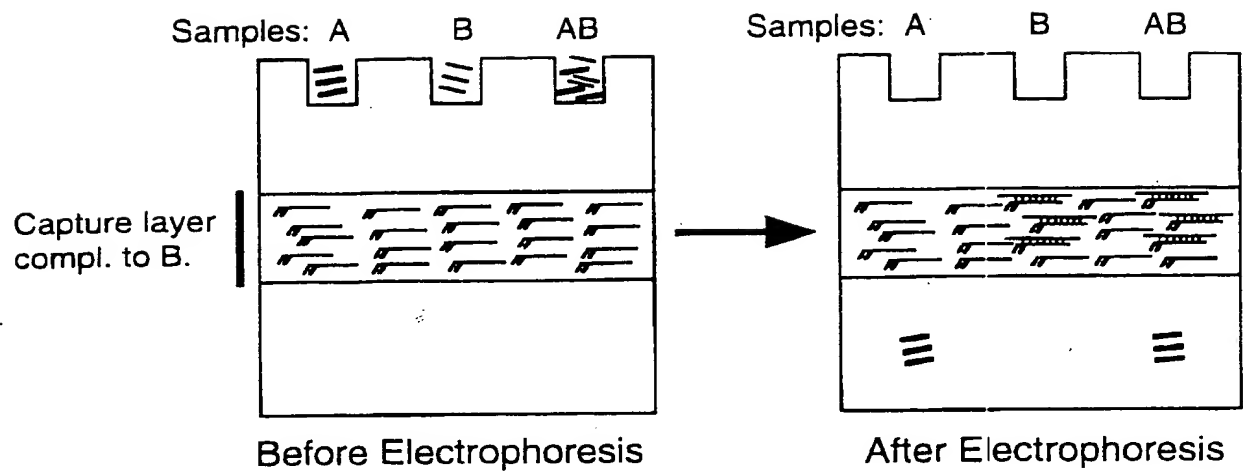 Samples: A B AB
Samples: A B AB
Capture layer
compl. to B.
Before Electrophoresis
After Electrophoresis